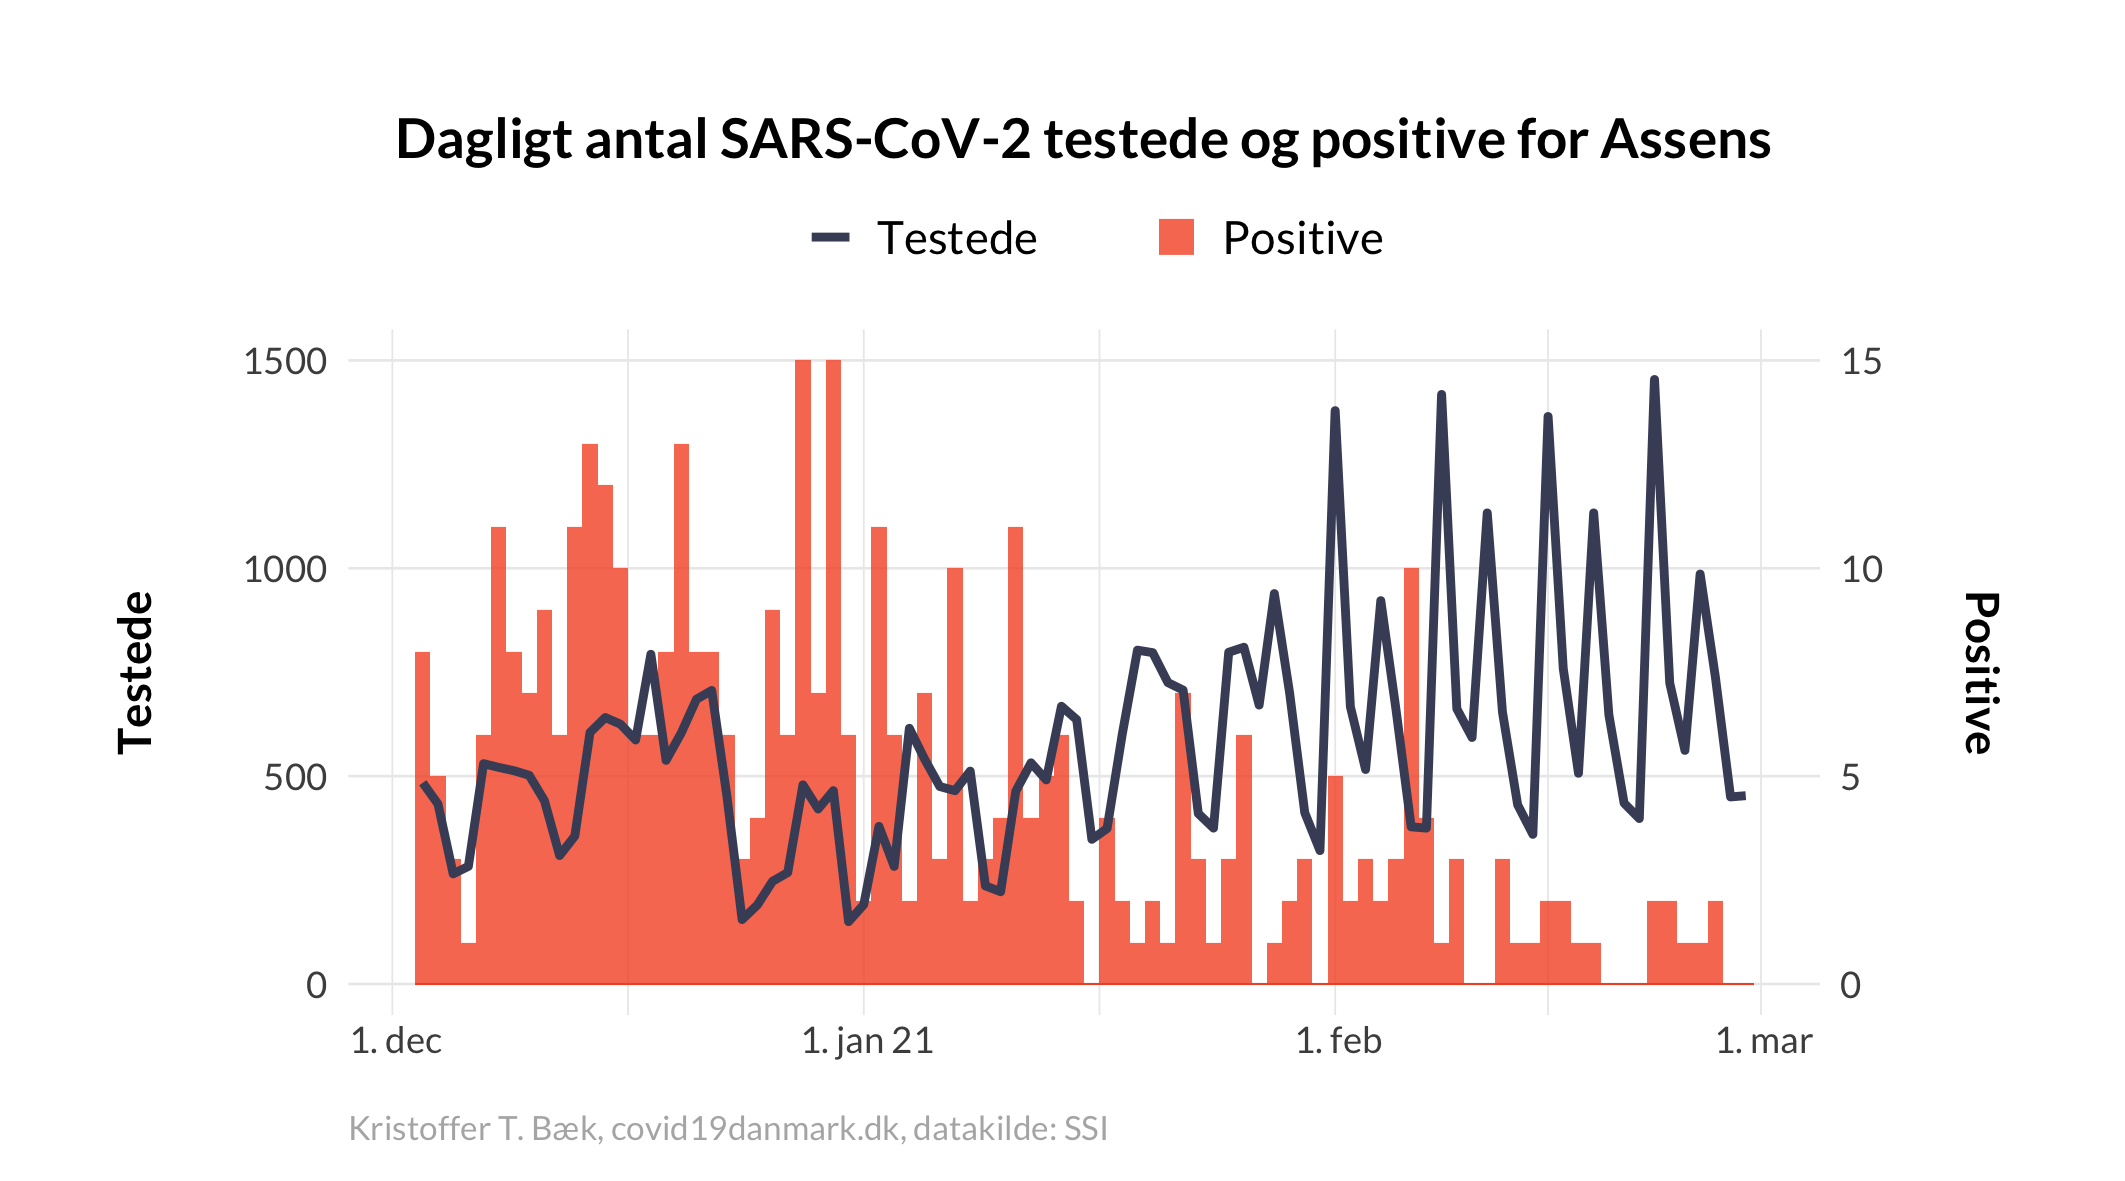 Dagligt antal SARS-CoV-2 testede og positive for Assens
Testede
Positive
1500
1000
500
0
Testede
15
10
5
0
Positive
1. dec
1. jan 21
1. feb
1. mar
Kristoffer T. Bæk, covid19danmark.dk, datakilde: SSI